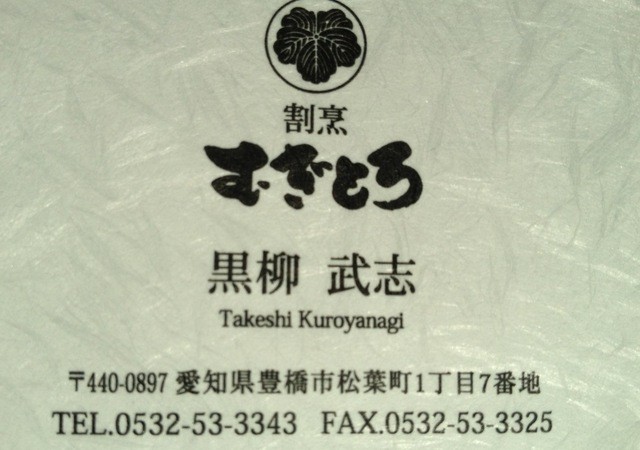 割烹
むぎとろ
黒柳 武志
Takeshi Kuroyanagi
〒440-0897 愛知県豊橋市松葉町1丁目7番地
TEL.0532-53-3343 FAX.0532-53-3325